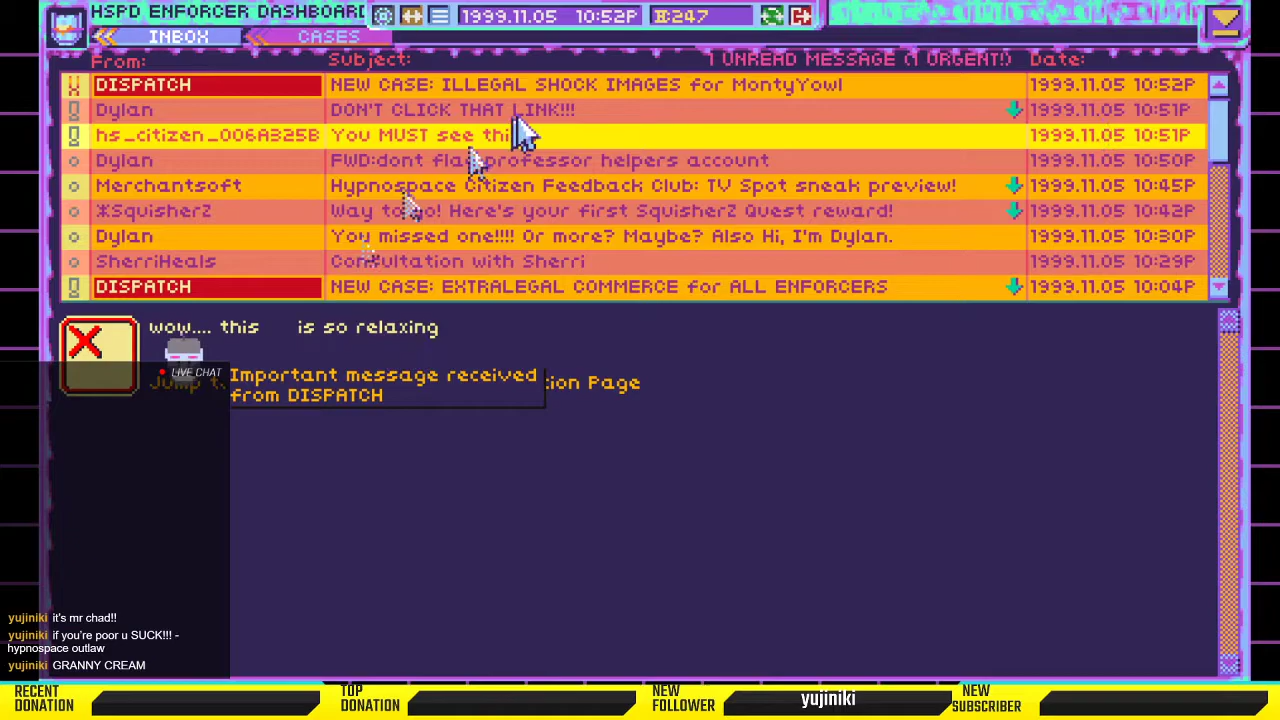 HSPD ENFORCER DASHBOARD
1999.11.05 10:52P
:247
INBOX
CASES
From:
Subject:
1 UNREAD MESSAGE (1 URGENT!)
Date:
DISPATCH NEW CASE: ILLEGAL SHOCK IMAGES for MontyYowl 1999.11.05 10:52P
Dylan DON'T CLICK THAT LINK!!! 1999.11.05 10:51P
hs_citizen_006A325B You MUST see thi 1999.11.05 10:51P
Dylan FWD:dont flag professor helpers account 1999.11.05 10:50P
Merchantsoft Hypnospace Citizen Feedback Club: TV Spot sneak preview! 1999.11.05 10:45P
SquisherZ Way to go! Here's your first SquisherZ Quest reward! 1999.11.05 10:42P
Dylan You missed one!!!! Or more? Maybe? Also Hi, I'm Dylan. 1999.11.05 10:30P
SherriHeals Consultation with Sherri 1999.11.05 10:29P
DISPATCH NEW CASE: EXTRALEGAL COMMERCE for ALL ENFORCERS 1999.11.05 10:04P
wow.... this is so relaxing
LIVE CHAT
Jump t
ion Page
Important message received
from DISPATCH
yujiniki it's mr chad!!
yujiniki if you're poor u SUCK!!! -
hypnospace outlaw
yujiniki GRANNY CREAM
RECENT
DONATION
TOP
DONATION
NEW
FOLLOWER
yujiniki
NEW
SUBSCRIBER